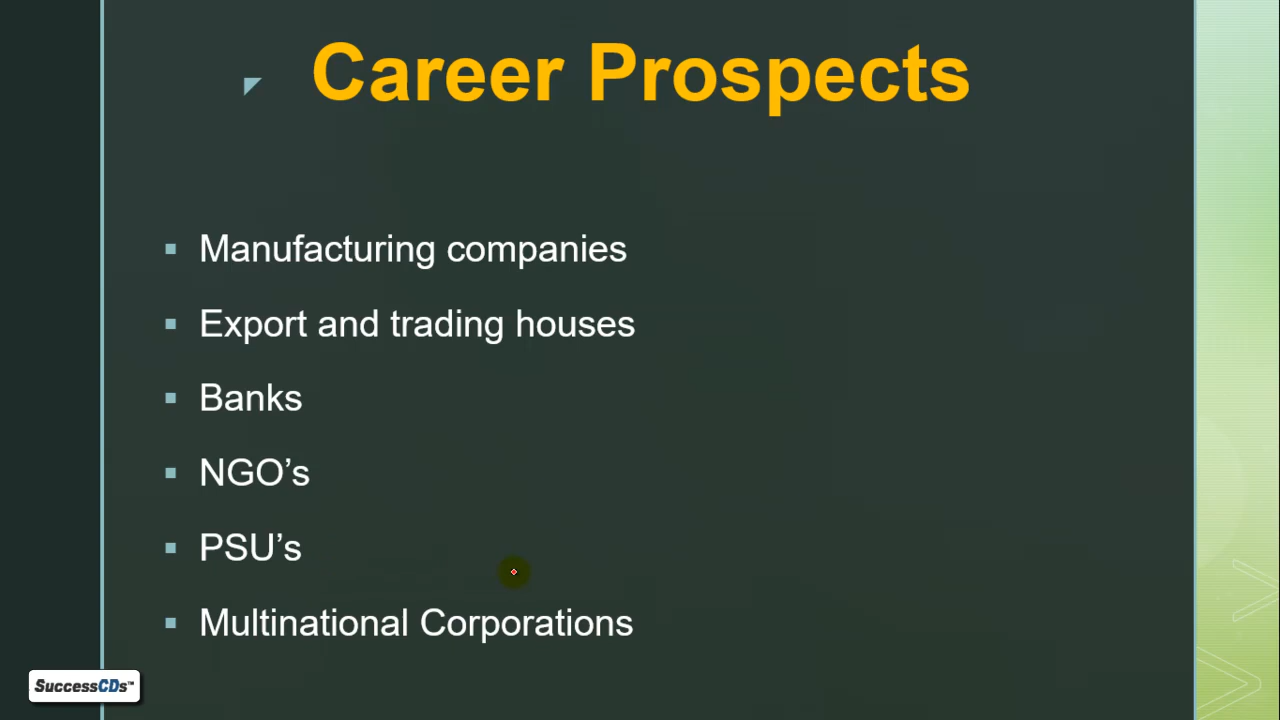 Career Prospects
Manufacturing companies
Export and trading houses
Banks
NGO’s
PSU’s
Multinational Corporations
SuccessCDs™